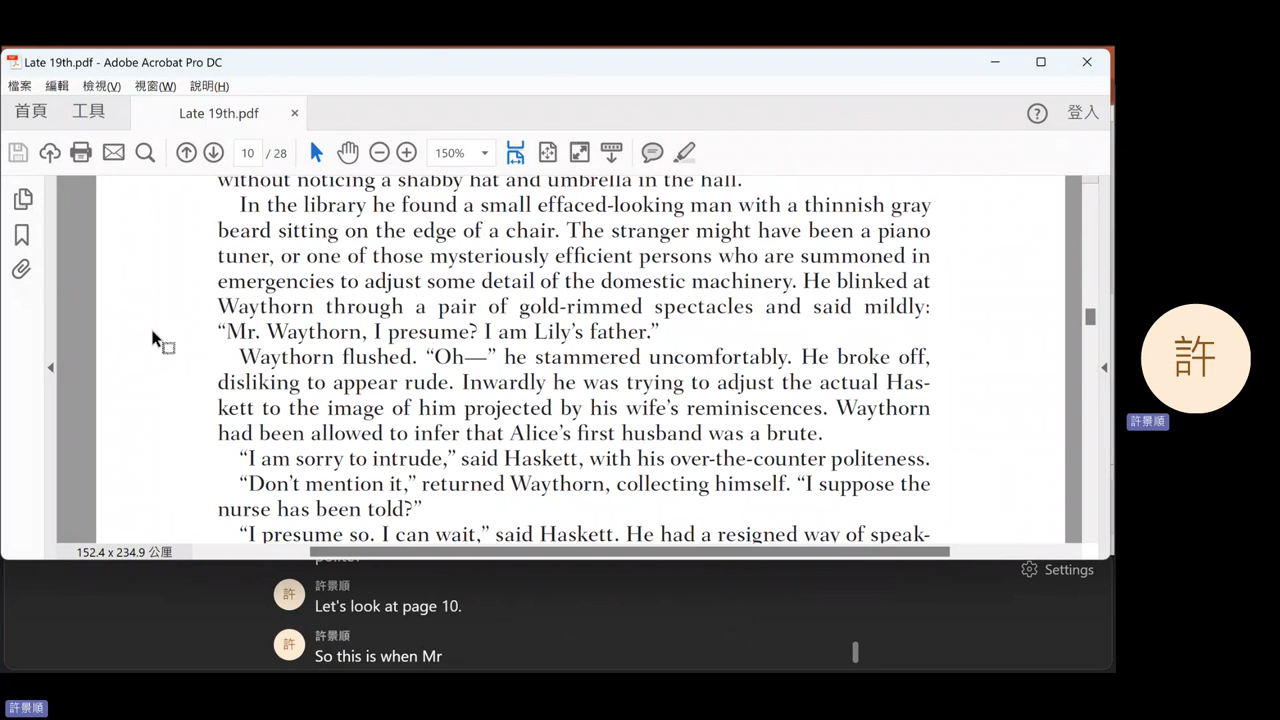 Late 19th.pdf - Adobe Acrobat Pro DC
檔案 編輯 檢視(V) 視窗(W) 說明(H)
首頁 工具 Late 19th.pdf × ? 登入
10 / 28 150%
without noticing a shabby hat and umbrella in the hall.
In the library he found a small effaced-looking man with a thinnish gray
beard sitting on the edge of a chair. The stranger might have been a piano
tuner, or one of those mysteriously efficient persons who are summoned in
emergencies to adjust some detail of the domestic machinery. He blinked at
Waythorn through a pair of gold-rimmed spectacles and said mildly:
“Mr. Waythorn, I presume? I am Lily’s father.”
Waythorn flushed. “Oh—” he stammered uncomfortably. He broke off,
disliking to appear rude. Inwardly he was trying to adjust the actual Has-
kett to the image of him projected by his wife’s reminiscences. Waythorn
had been allowed to infer that Alice’s first husband was a brute.
“I am sorry to intrude,” said Haskett, with his over-the-counter politeness.
“Don’t mention it,” returned Waythorn, collecting himself. “I suppose the
nurse has been told?”
“I presume so. I can wait,” said Haskett. He had a resigned way of speak-
152.4 x 234.9 公厘
Settings
許 許景順
Let's look at page 10.
許 許景順
So this is when Mr
許
許景順
許景順